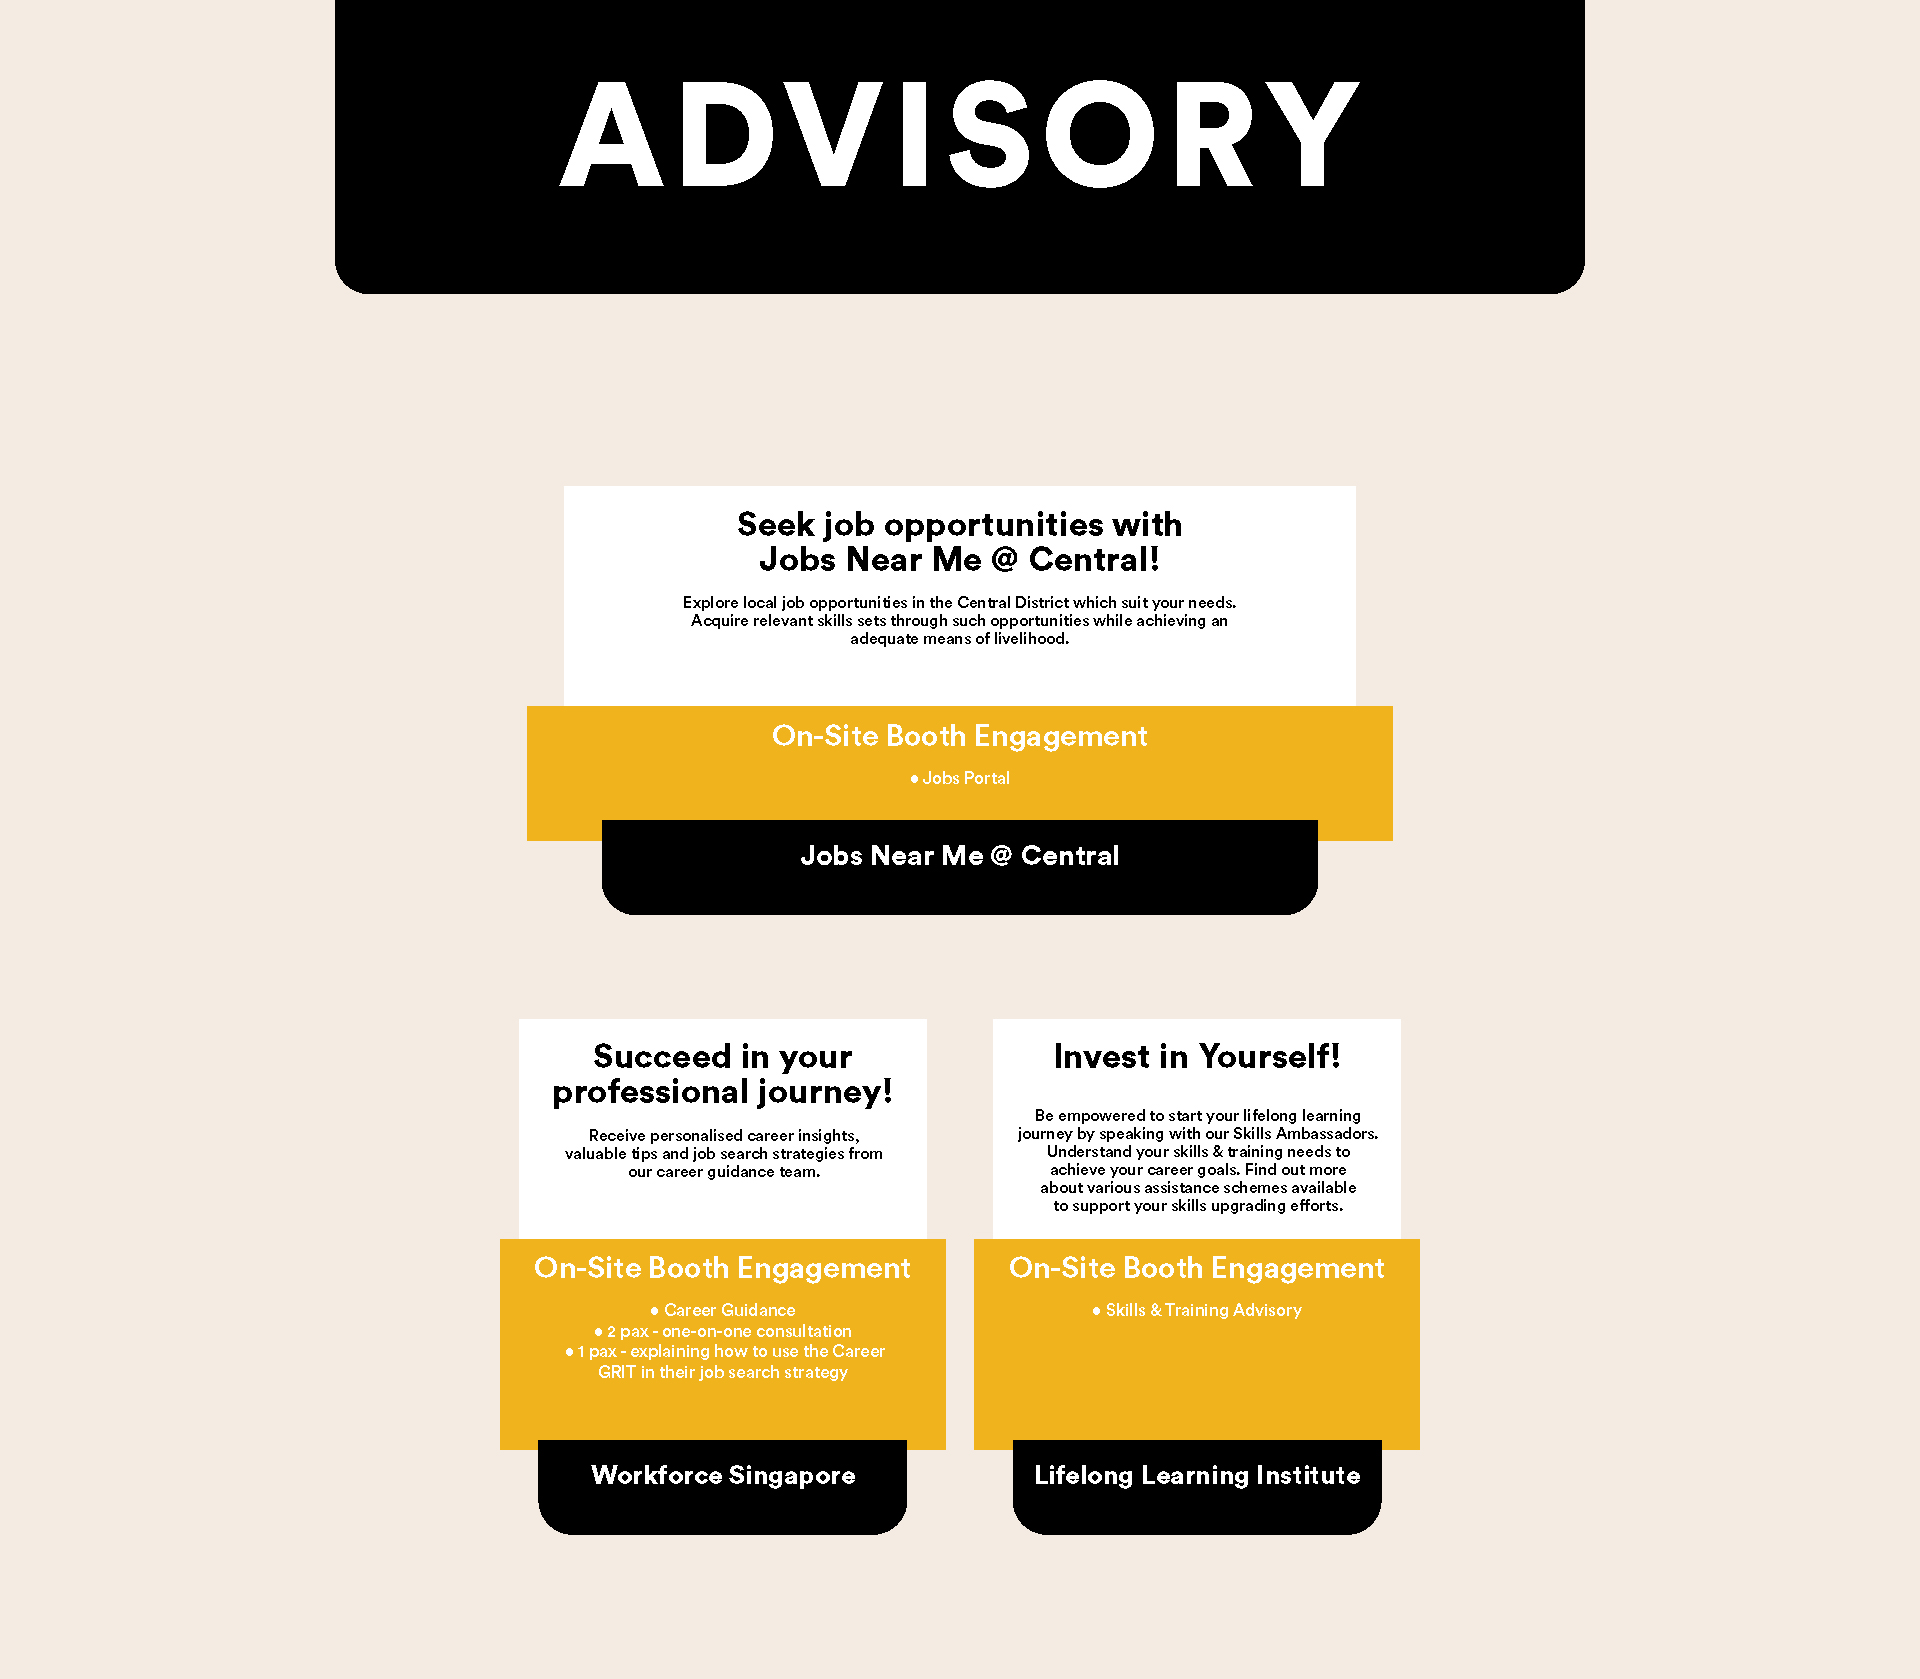 ADVISORY
Seek job opportunities with
Jobs Near Me @ Central!
Explore local job opportunities in the Central District which suit your needs.
Acquire relevant skills sets through such opportunities while achieving an
adequate means of livelihood.
On-Site Booth Engagement
• Jobs Portal
Jobs Near Me @ Central
Succeed in your
professional journey!
Receive personalised career insights,
valuable tips and job search strategies from
our career guidance team.
On-Site Booth Engagement
• Career Guidance
• 2 pax - one-on-one consultation
• 1 pax - explaining how to use the Career
GRIT in their job search strategy
Workforce Singapore
Invest in Yourself!
Be empowered to start your lifelong learning
journey by speaking with our Skills Ambassadors.
Understand your skills & training needs to
achieve your career goals. Find out more
about various assistance schemes available
to support your skills upgrading efforts.
On-Site Booth Engagement
• Skills & Training Advisory
Lifelong Learning Institute